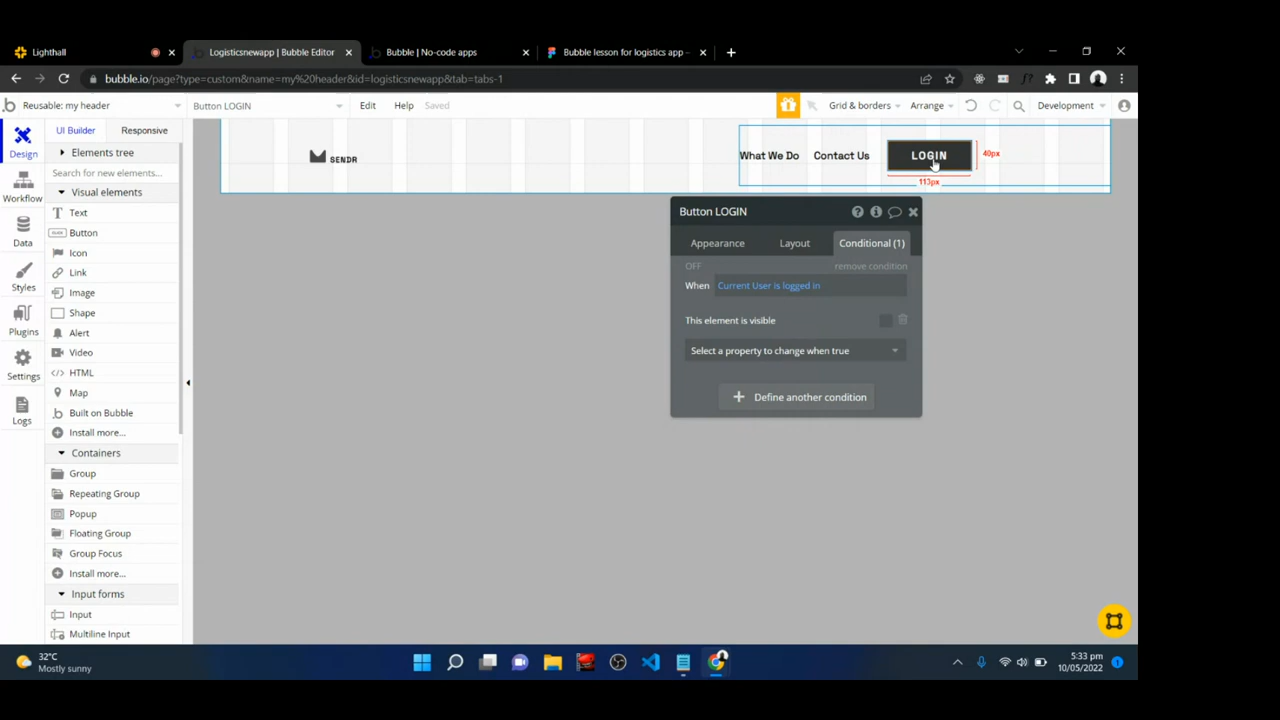 Lighthall
Logisticsnewapp | Bubble Editor
Bubble | No-code apps
Bubble lesson for logistics app –
bubble.io/page?type=custom&name=my%20header&id=logisticsnewapp&tab=tabs-1
Reusable: my header
Button LOGIN
Edit
Help
Saved
Grid & borders
Arrange
Development
Design
Workflow
Data
Styles
Plugins
Settings
Logs
UI Builder
Responsive
Elements tree
Search for new elements...
Visual elements
Text
Button
Icon
Link
Image
Shape
Alert
Video
</> HTML
Map
Built on Bubble
Install more...
Containers
Group
Repeating Group
Popup
Floating Group
Group Focus
Install more...
Input forms
Input
Multiline Input
SENDR
What We Do
Contact Us
LOGIN
40px
113px
Button LOGIN
Appearance
Layout
Conditional (1)
OFF
remove condition
When
Current User is logged in
This element is visible
Select a property to change when true
Define another condition
32°C
Mostly sunny
5:33 pm
10/05/2022
1